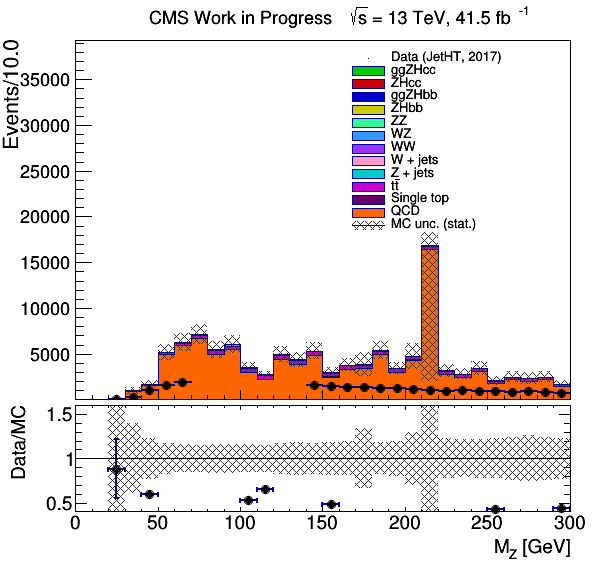 CMS Work in Progress √s = 13 TeV, 41.5 fb⁻¹
Events/10.0
35000
30000
25000
20000
15000
10000
5000
Data (JetHT, 2017)
ggZHcc
ZHcc
ggZHbb
ZHbb
ZZ
WZ
WW
W + jets
Z + jets
tt̄
Single top
QCD
MC unc. (stat.)
Data/MC
1.5
1
0.5
0 50 100 150 200 250 300
M_Z [GeV]